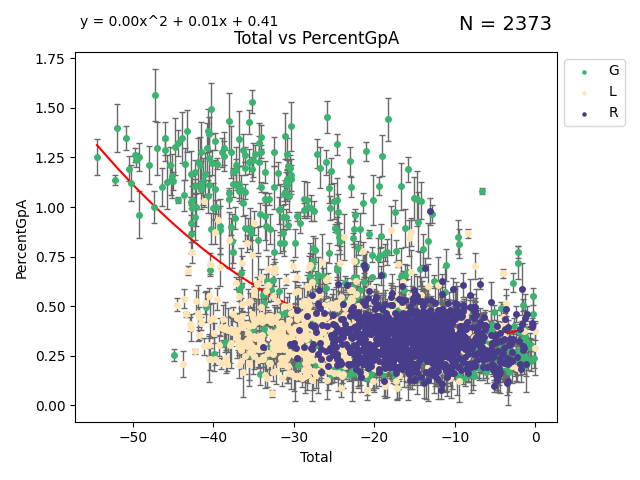 y = 0.00x^2 + 0.01x + 0.41
N = 2373
Total vs PercentGpA
G
L
R
1.75
1.50
1.25
1.00
0.75
0.50
0.25
0.00
PercentGpA
−50
−40
−30
−20
−10
0
Total